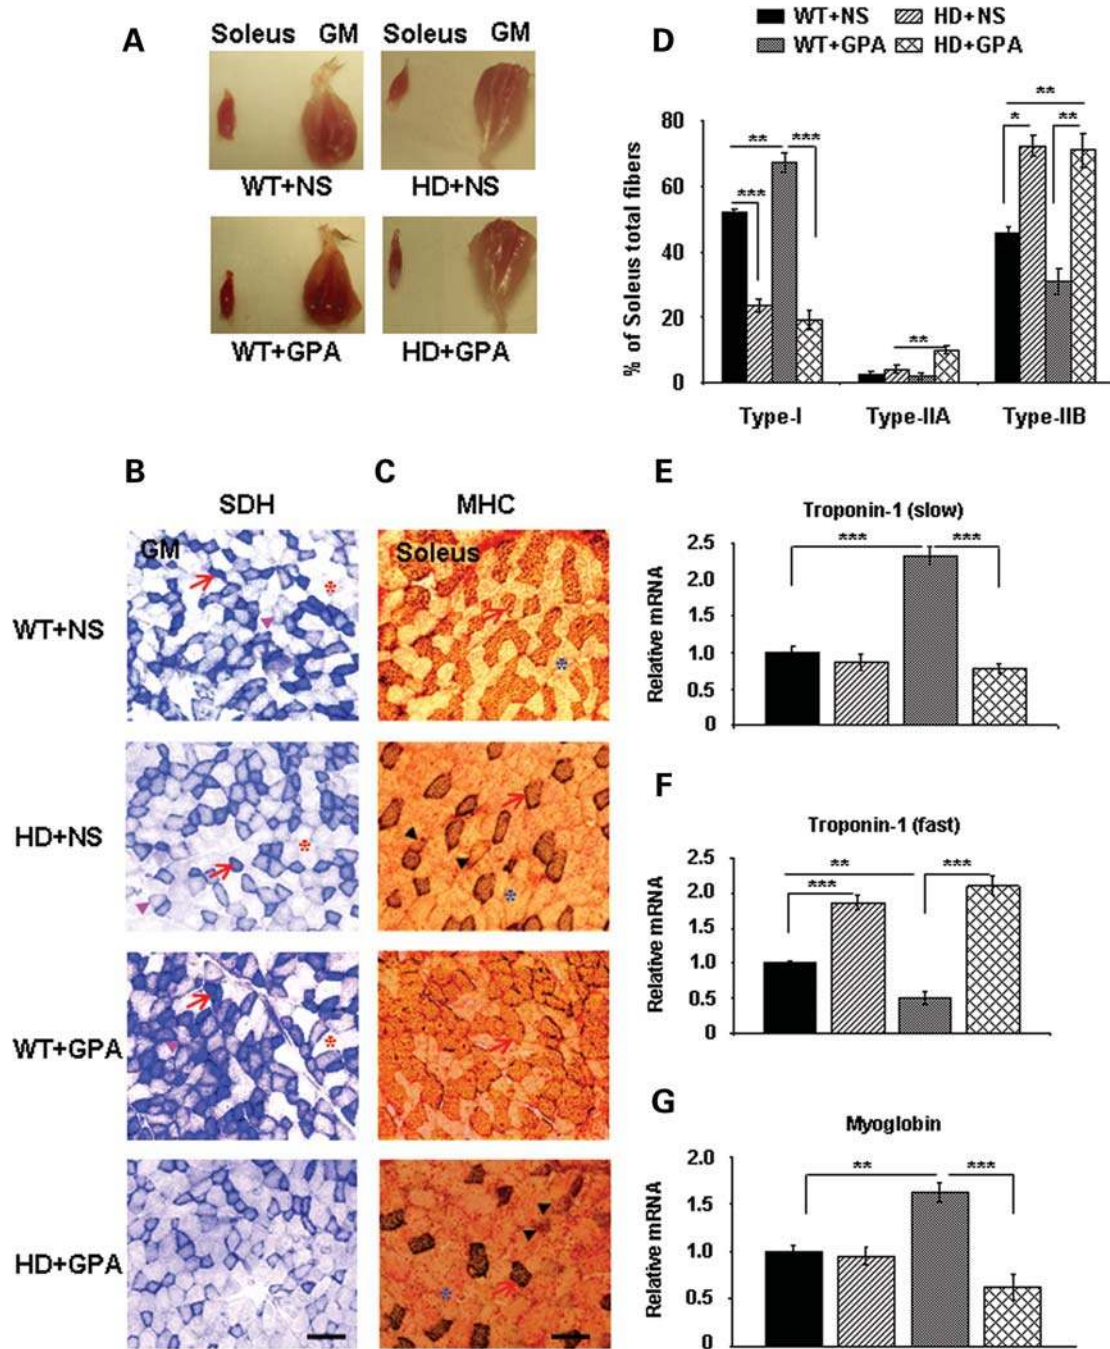 A
Soleus GM
Soleus GM
WT+NS
HD+NS
WT+GPA
HD+GPA
D
WT+NS
HD+NS
WT+GPA
HD+GPA
% of Soleus total fibers
80
60
40
20
0
** ***
***
**
**
* **
Type-I
Type-IIA
Type-IIB
B
SDH
C
MHC
GM
Soleus
WT+NS
HD+NS
WT+GPA
HD+GPA
E
Troponin-1 (slow)
Relative mRNA
2.5
2.0
1.0
0.5
0
*** ***
F
Troponin-1 (fast)
Relative mRNA
2.5
2.0
1.5
1.0
0.5
0
** ***
***
G
Myoglobin
Relative mRNA
2.0
1.5
1.0
0.5
0
** ***